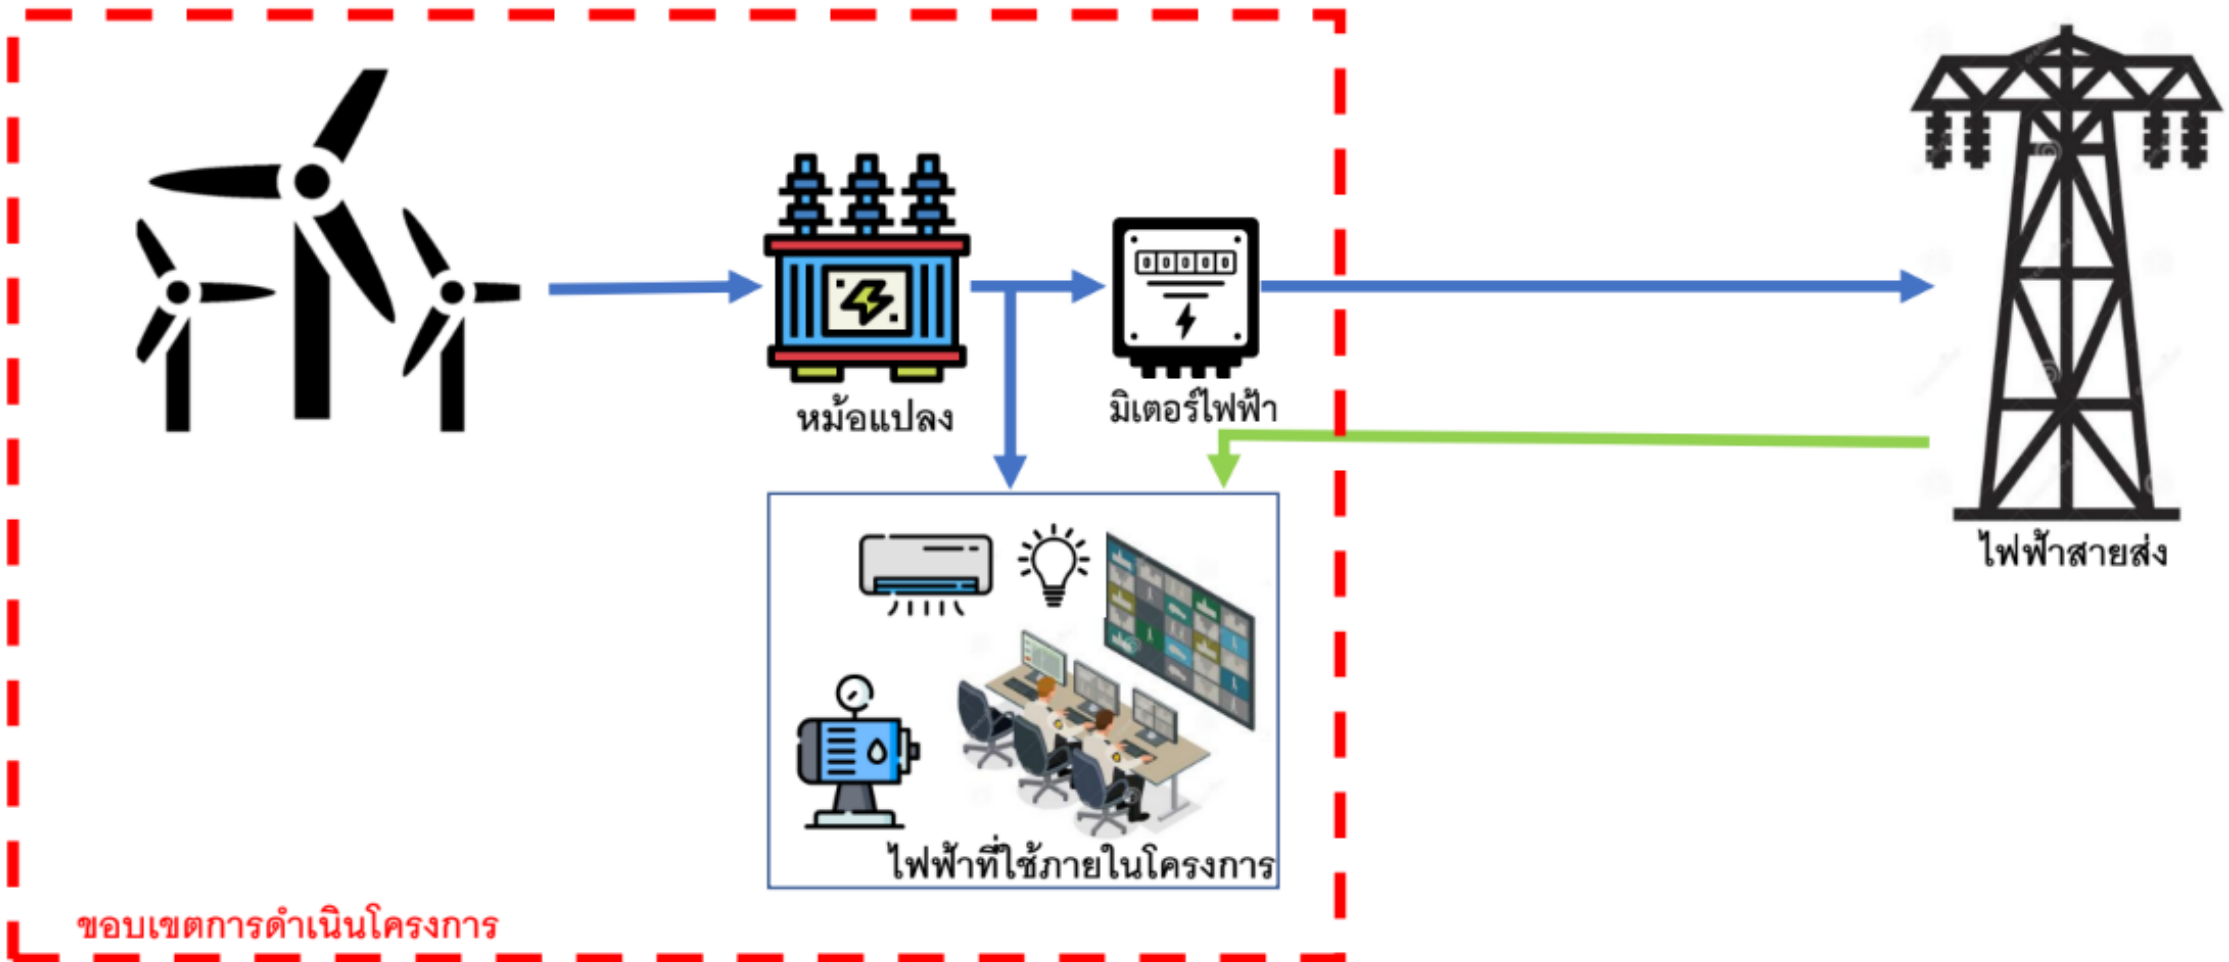 00000
หม้อแปลง
มิเตอร์ไฟฟ้า
ไฟฟ้าสายส่ง
ไฟฟ้าที่ใช้ภายในโครงการ
ขอบเขตการดำเนินโครงการ